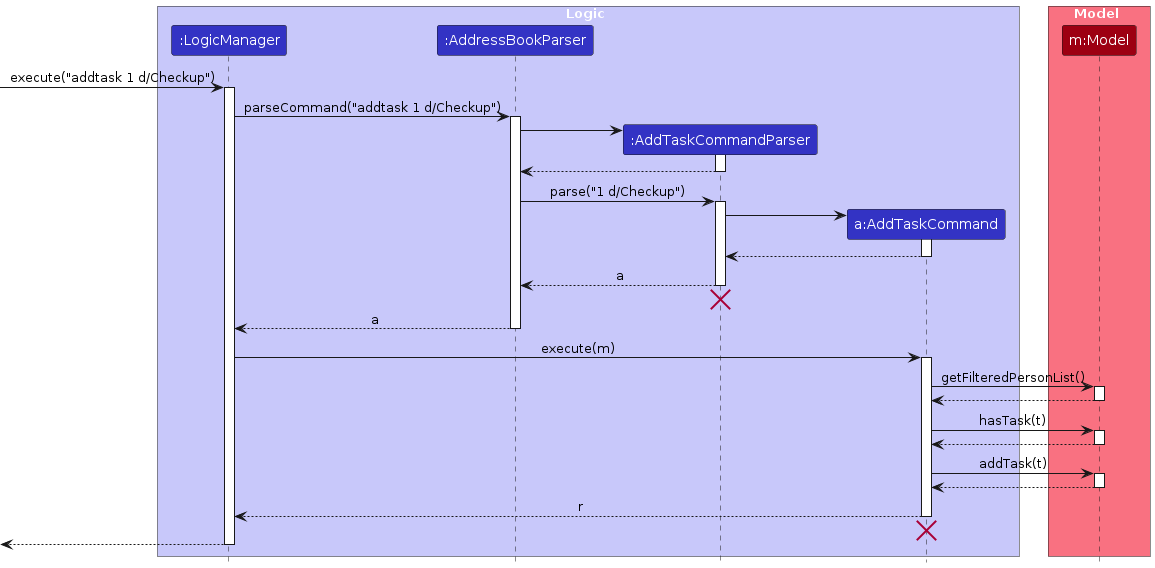 Logic
Model
:LogicManager
:AddressBookParser
m:Model
execute("addtask 1 d/Checkup")
parseCommand("addtask 1 d/Checkup")
:AddTaskCommandParser
parse("1 d/Checkup")
a:AddTaskCommand
a
a
execute(m)
getFilteredPersonList()
hasTask(t)
addTask(t)
r